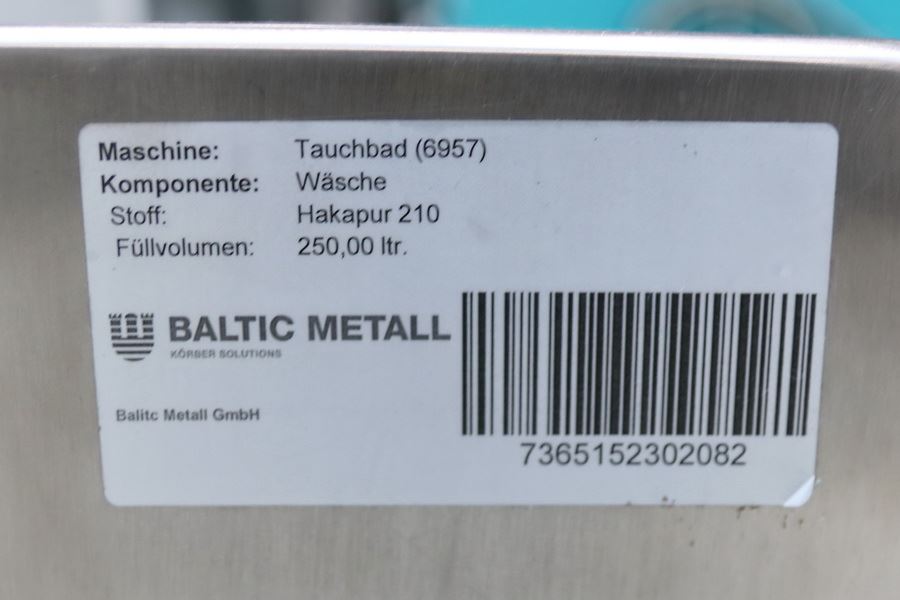 Maschine: Tauchbad (6957)
Komponente: Wäsche
Stoff: Hakapur 210
Füllvolumen: 250,00 ltr.
BALTIC METALL
KÖRBER SOLUTIONS
Balitc Metall GmbH
7365152302082